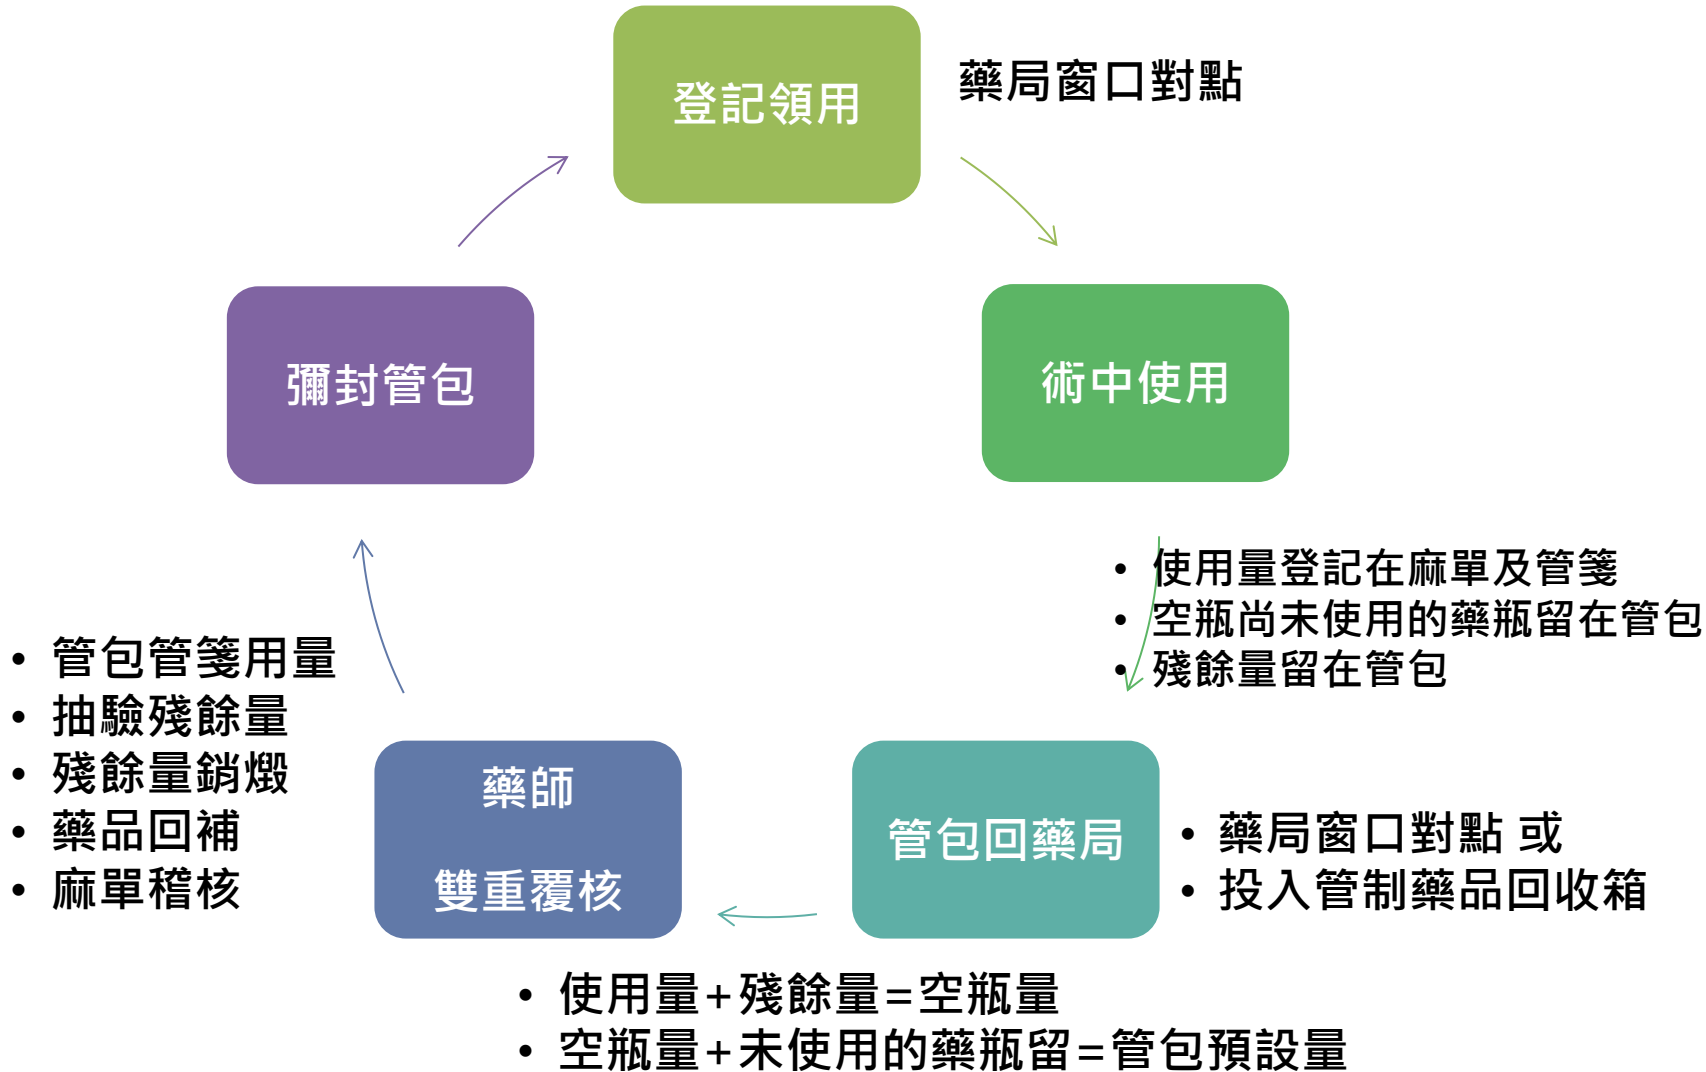 登記領用
藥局窗口對點
術中使用
• 使用量登記在麻單及管箋
• 空瓶尚未使用的藥瓶留在管包
• 殘餘量留在管包
管包回藥局
• 藥局窗口對點 或
• 投入管制藥品回收箱
• 使用量+殘餘量=空瓶量
• 空瓶量+未使用的藥瓶留=管包預設量
藥師
雙重覆核
• 管包管箋用量
• 抽驗殘餘量
• 殘餘量銷燬
• 藥品回補
• 麻單稽核
彌封管包